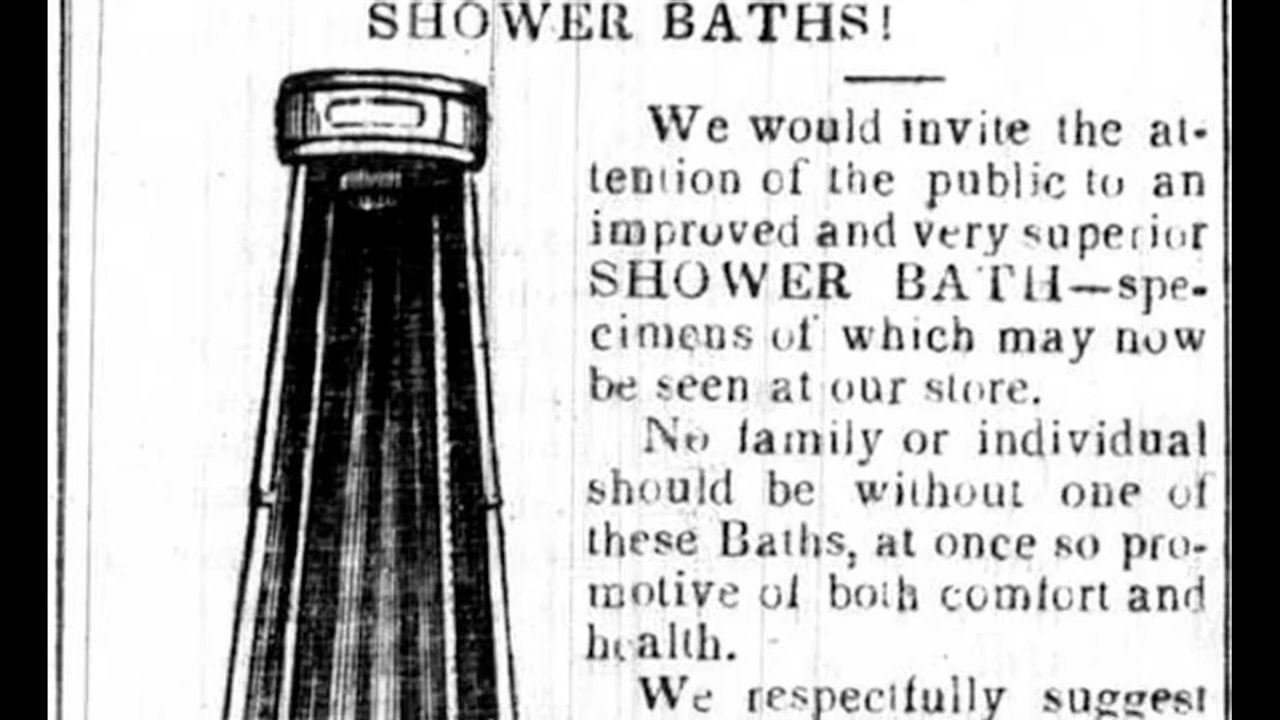 SHOWER BATHS!
We would invite the at-
tention of the public to an
improved and very superior
SHOWER BATH—spe-
cimens of which may now
be seen at our store.
No family or individual
should be without one of
these Baths, at once so pro-
motive of both comfort and
health.
We respectfully suggest